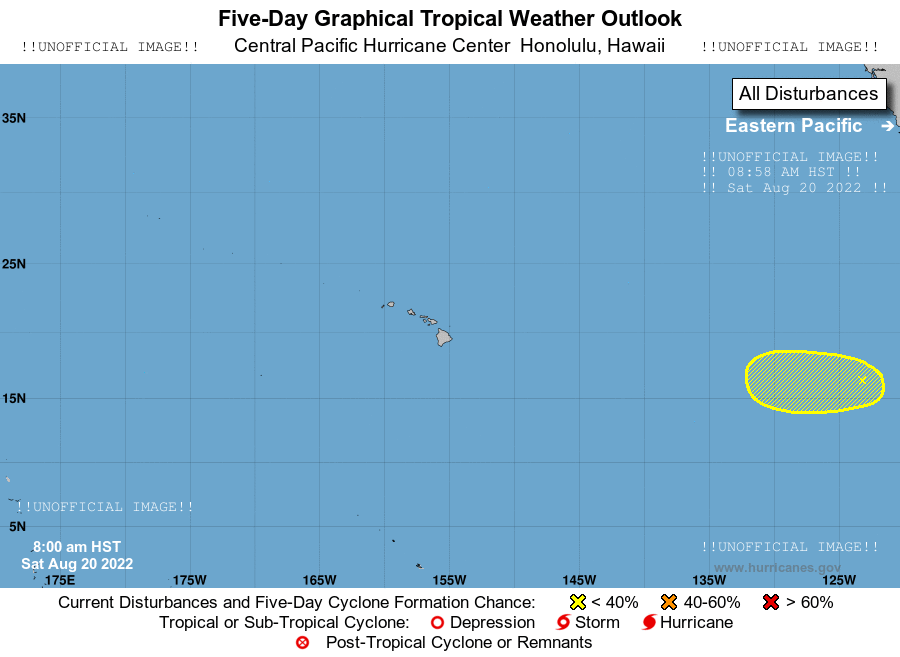 Five-Day Graphical Tropical Weather Outlook
!!UNOFFICIAL IMAGE!! Central Pacific Hurricane Center Honolulu, Hawaii !!UNOFFICIAL IMAGE!!
All Disturbances
35N
Eastern Pacific
!!UNOFFICIAL IMAGE!!
!! 08:58 AM HST !!
!! Sat Aug 20 2022 !!
25N
15N
!!UNOFFICIAL IMAGE!!
5N
8:00 am HST
Sat Aug 20 2022
!!UNOFFICIAL IMAGE!!
www.hurricanes.gov
175E 175W 165W 155W 145W 135W 125W
Current Disturbances and Five-Day Cyclone Formation Chance: < 40% 40-60% > 60%
Tropical or Sub-Tropical Cyclone: Depression Storm Hurricane
Post-Tropical Cyclone or Remnants